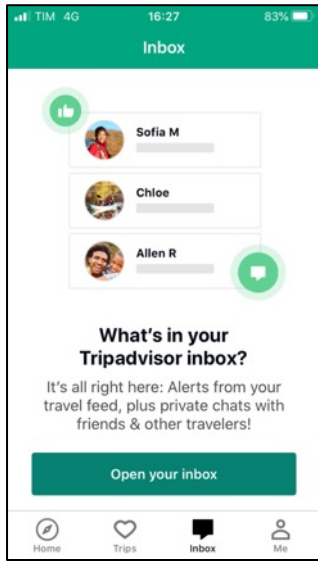 TIM 4G 16:27 83%
Inbox
Sofia M
Chloe
Allen R
What's in your
Tripadvisor inbox?
It's all right here: Alerts from your
travel feed, plus private chats with
friends & other travelers!
Open your inbox
Home Trips Inbox Me